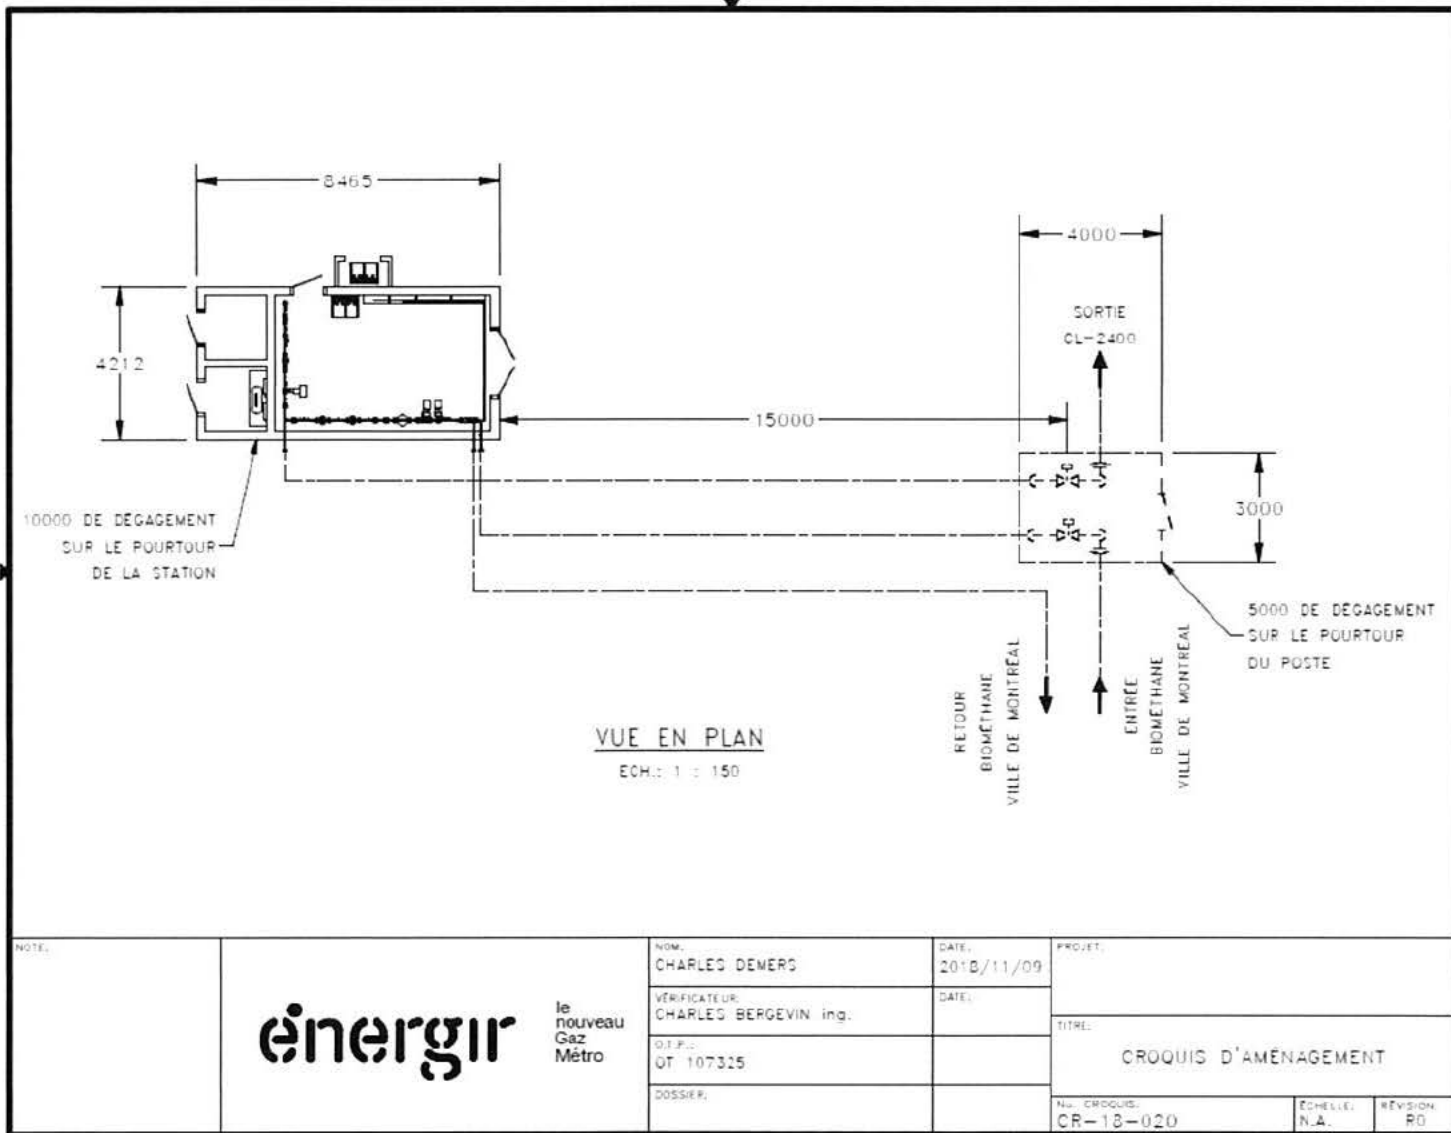 8465
4000
SORTIE
CL-2400
4212
15000
3000
10000 DE DÉGAGEMENT
SUR LE POURTOUR
DE LA STATION
5000 DE DÉGAGEMENT
SUR LE POURTOUR
DU POSTE
RETOUR
BIOMÉTHANE
VILLE DE MONTRÉAL
ENTRÉE
BIOMÉTHANE
VILLE DE MONTRÉAL
VUE EN PLAN
ECH.: 1 : 150
NOTE:
énergir
le
nouveau
Gaz
Métro
NOM:
CHARLES DEMERS
DATE:
2018/11/09
VÉRIFICATEUR:
CHARLES BERGEVIN ing.
DATE:
O.T.P.:
OT 107325
DOSSIER:
PROJET:
TITRE:
CROQUIS D'AMÉNAGEMENT
No. CROQUIS:
CR-18-020
ÉCHELLE:
N.A.
RÉVISION:
R0